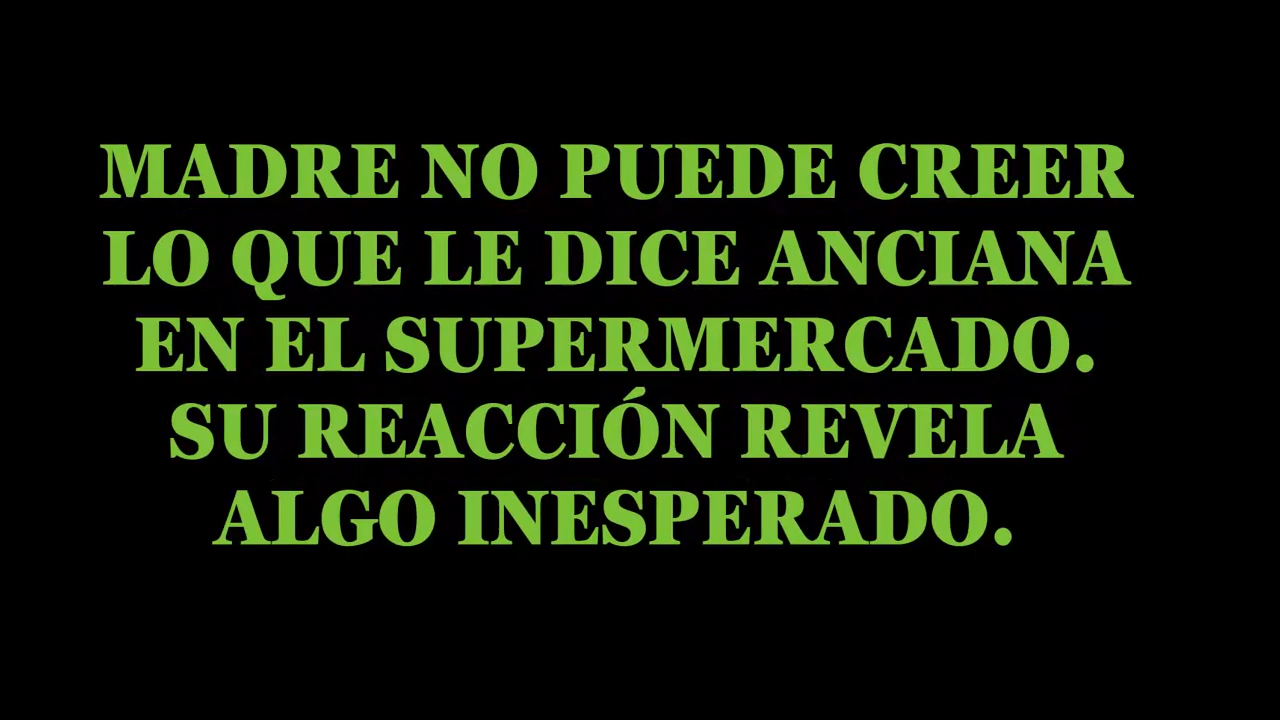 MADRE NO PUEDE CREER
LO QUE LE DICE ANCIANA
EN EL SUPERMERCADO.
SU REACCIÓN REVELA
ALGO INESPERADO.